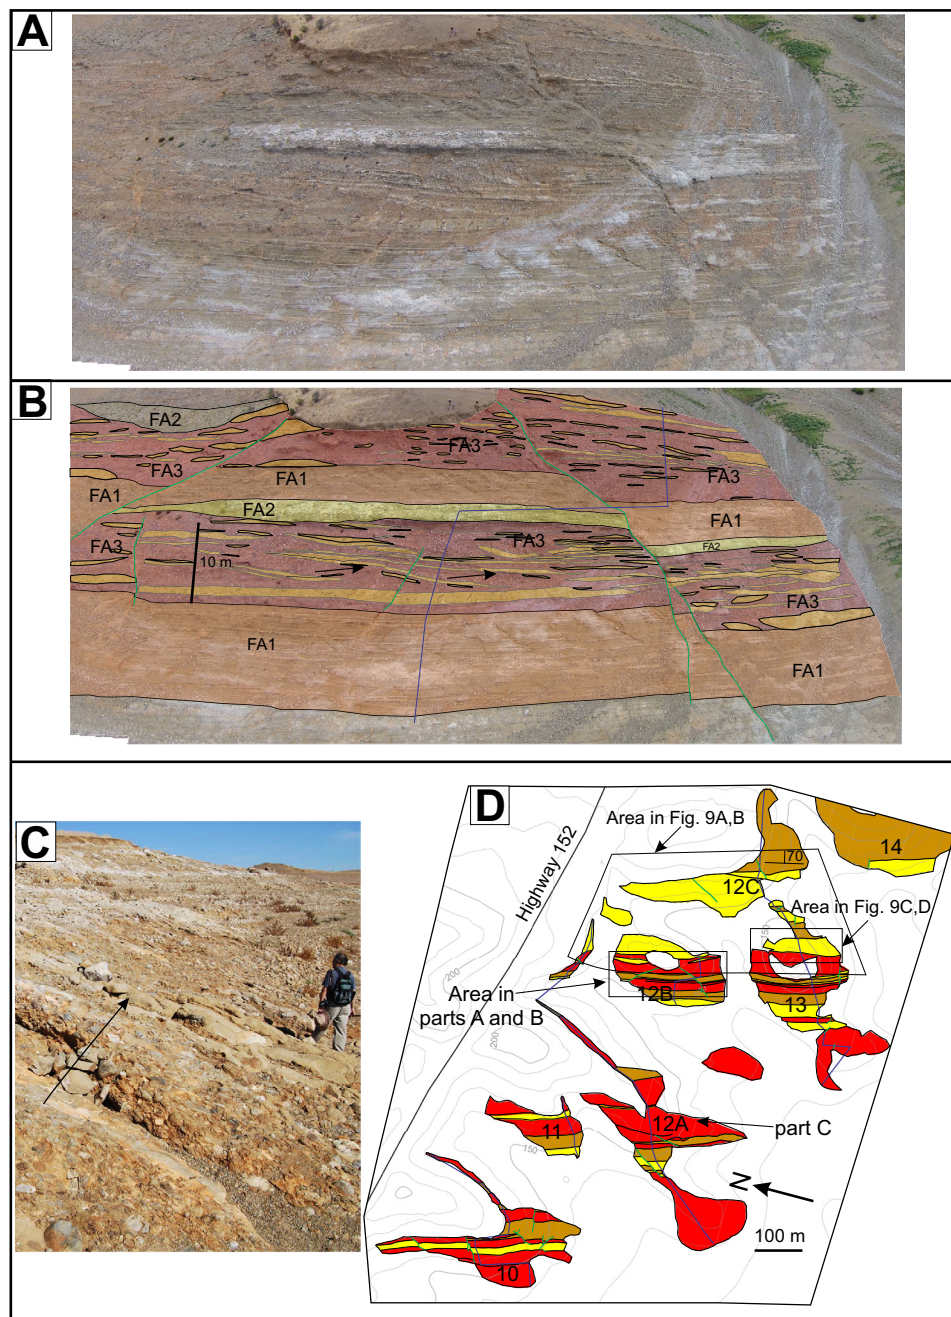 A
B
FA2
FA3
FA3
FA3
FA1
FA1
FA2
FA1
FA2
FA3
FA3
10 m
FA3
FA1
FA1
C
D
Highway 152
Area in Fig. 9A,B
14
70
12C
Area in Fig. 9C,D
150
200
12B
Area in
parts A and B
13
200
11
12A
part C
150
N
100 m
10